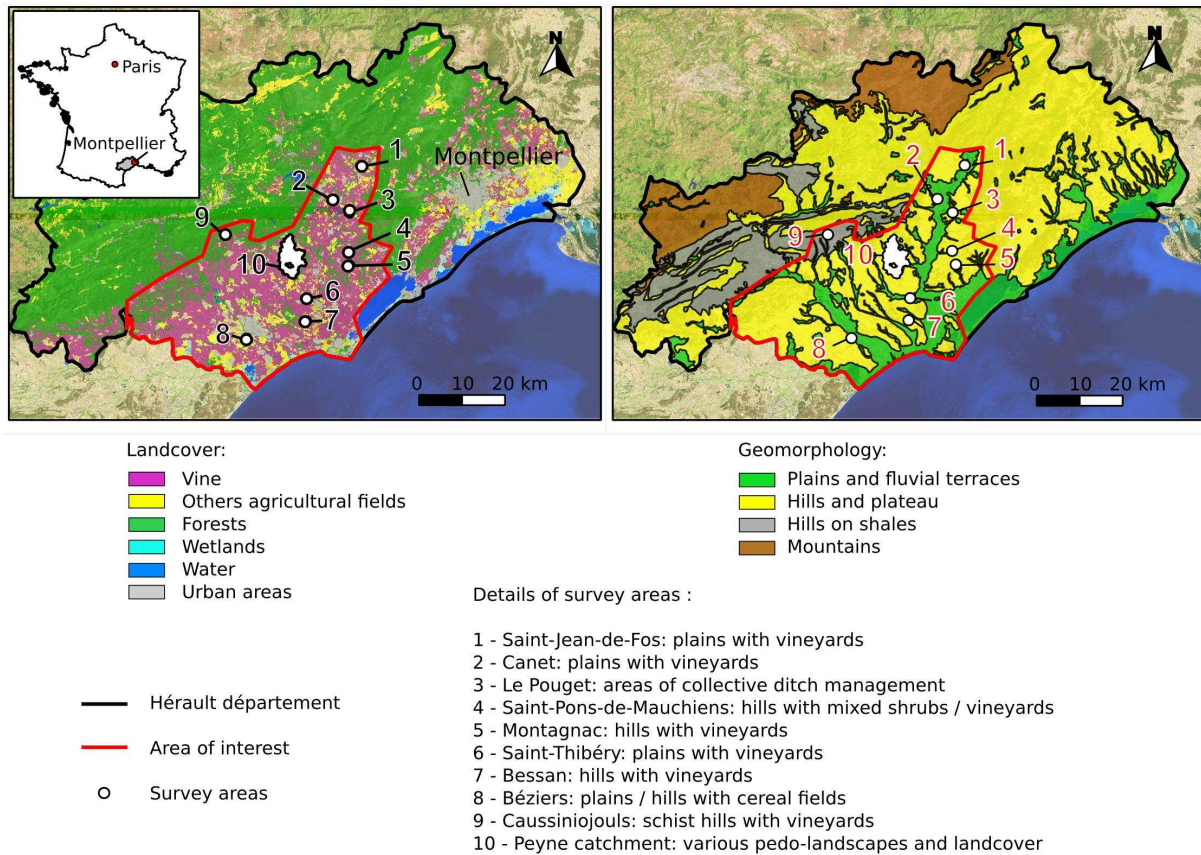 Paris
Montpellier
N
Montpellier
1
2
3
9
4
10
5
6
7
8
0 10 20 km
N
1
2
3
4
9
10
5
6
7
8
0 10 20 km
Landcover:
Vine
Others agricultural fields
Forests
Wetlands
Water
Urban areas
Geomorphology:
Plains and fluvial terraces
Hills and plateau
Hills on shales
Mountains
Hérault département
Area of interest
Survey areas
Details of survey areas :
1 - Saint-Jean-de-Fos: plains with vineyards
2 - Canet: plains with vineyards
3 - Le Pouget: areas of collective ditch management
4 - Saint-Pons-de-Mauchiens: hills with mixed shrubs / vineyards
5 - Montagnac: hills with vineyards
6 - Saint-Thibéry: plains with vineyards
7 - Bessan: hills with vineyards
8 - Béziers: plains / hills with cereal fields
9 - Caussiniojouls: schist hills with vineyards
10 - Peyne catchment: various pedo-landscapes and landcover